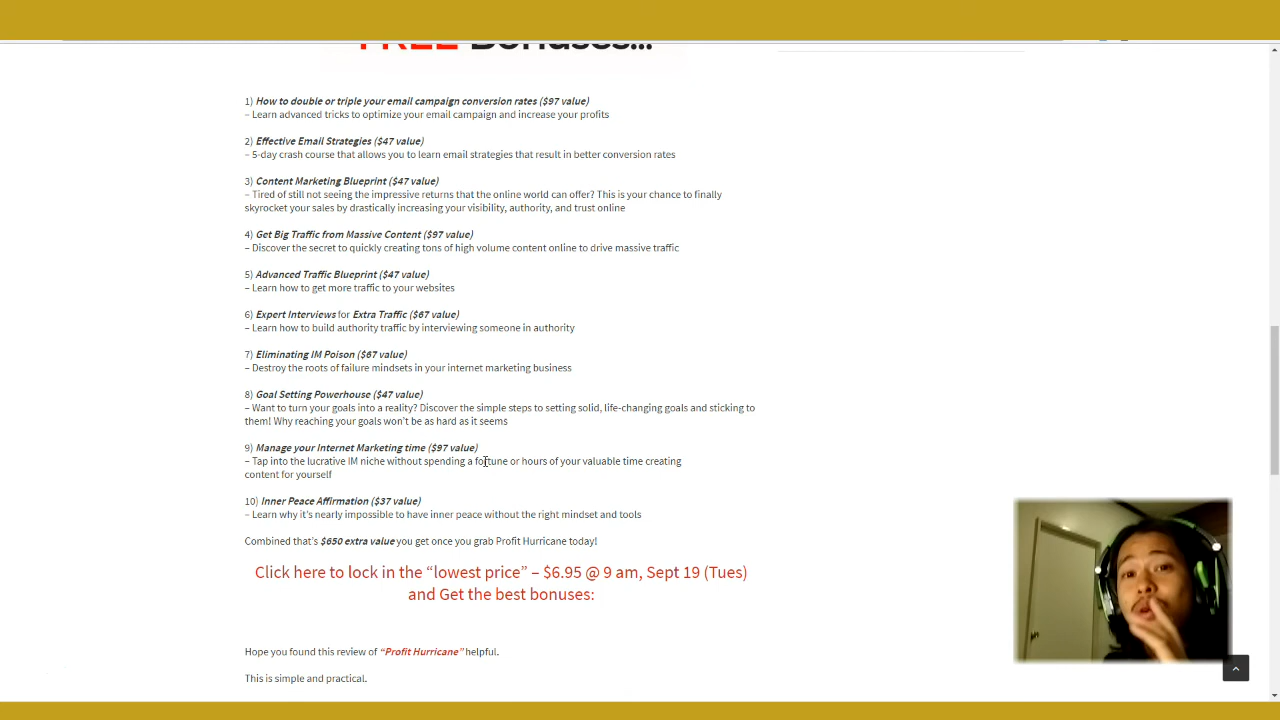 FREE Bonuses...
1) How to double or triple your email campaign conversion rates ($97 value)
– Learn advanced tricks to optimize your email campaign and increase your profits
2) Effective Email Strategies ($47 value)
– 5-day crash course that allows you to learn email strategies that result in better conversion rates
3) Content Marketing Blueprint ($47 value)
– Tired of still not seeing the impressive returns that the online world can offer? This is your chance to finally
skyrocket your sales by drastically increasing your visibility, authority, and trust online
4) Get Big Traffic from Massive Content ($97 value)
– Discover the secret to quickly creating tons of high volume content online to drive massive traffic
5) Advanced Traffic Blueprint ($47 value)
– Learn how to get more traffic to your websites
6) Expert Interviews for Extra Traffic ($67 value)
– Learn how to build authority traffic by interviewing someone in authority
7) Eliminating IM Poison ($67 value)
– Destroy the roots of failure mindsets in your internet marketing business
8) Goal Setting Powerhouse ($47 value)
– Want to turn your goals into a reality? Discover the simple steps to setting solid, life-changing goals and sticking to
them! Why reaching your goals won't be as hard as it seems
9) Manage your Internet Marketing time ($97 value)
– Tap into the lucrative IM niche without spending a fortune or hours of your valuable time creating
content for yourself
10) Inner Peace Affirmation ($37 value)
– Learn why it's nearly impossible to have inner peace without the right mindset and tools
Combined that's $650 extra value you get once you grab Profit Hurricane today!
Click here to lock in the “lowest price” – $6.95 @ 9 am, Sept 19 (Tues)
and Get the best bonuses:
Hope you found this review of “Profit Hurricane” helpful.
This is simple and practical.